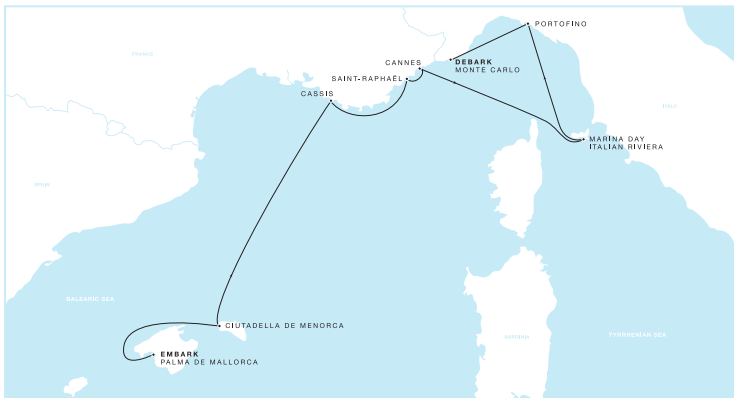 PORTOFINO
FRANCE
CANNES
DEBARK
MONTE CARLO
SAINT-RAPHAËL
CASSIS
ITALY
MARINA DAY
ITALIAN RIVIERA
SPAIN
BALEARIC SEA
CIUTADELLA DE MENORCA
SARDINIA
TYRRHENIAN SEA
EMBARK
PALMA DE MALLORCA